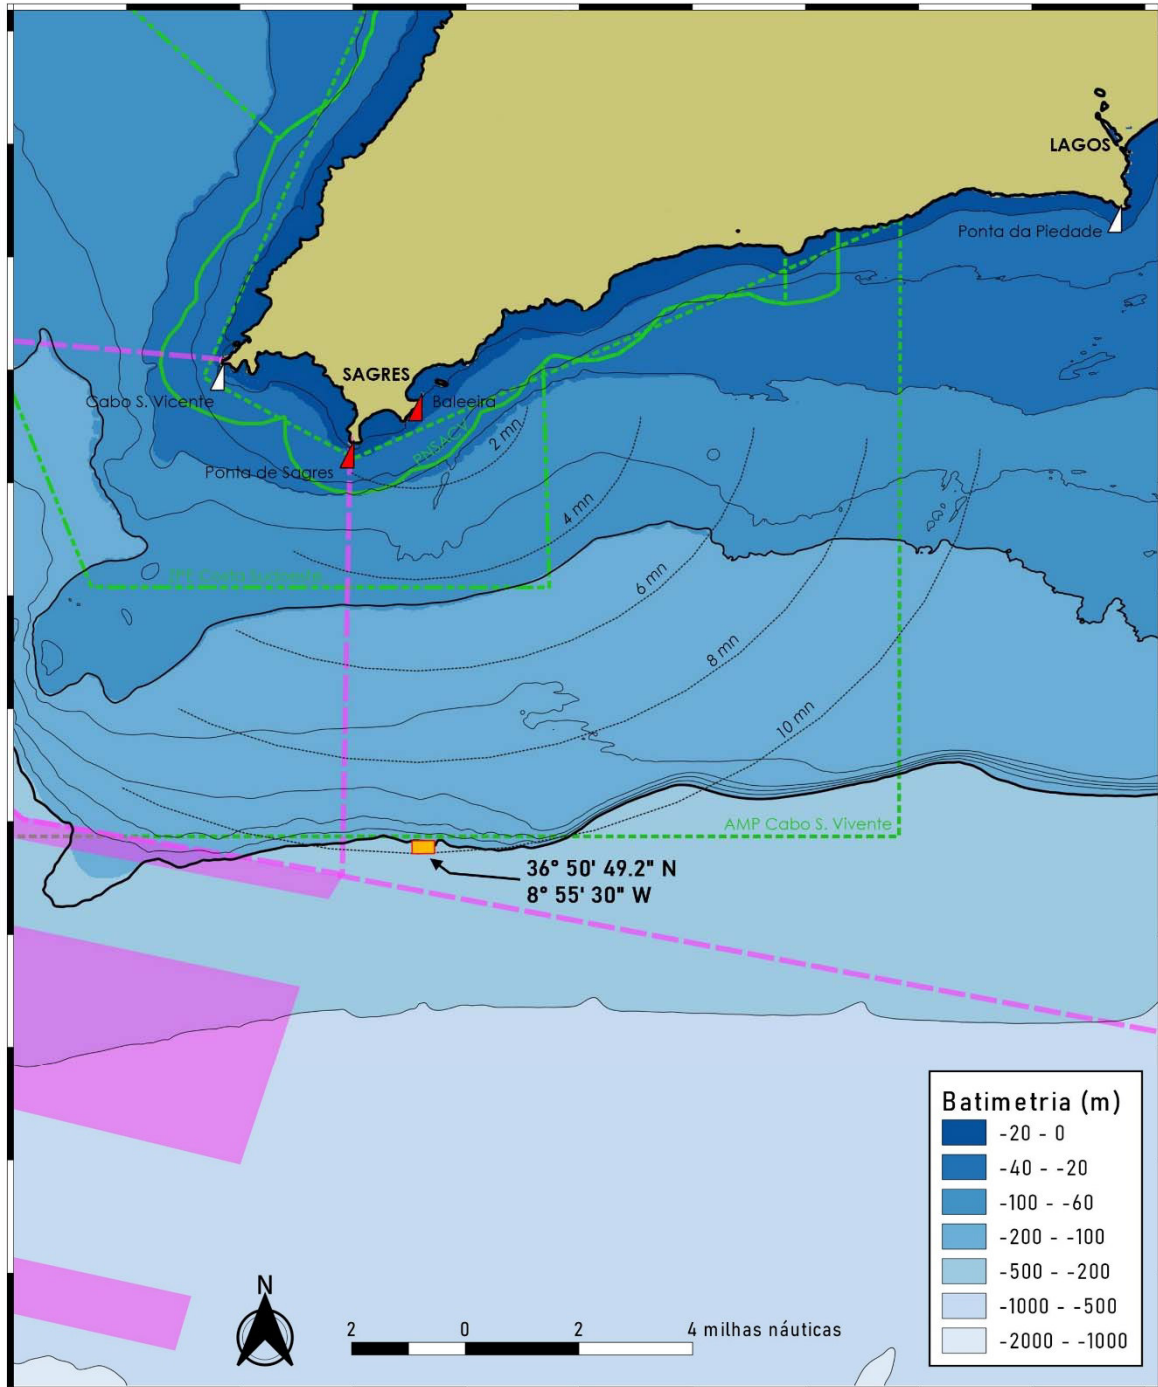 LAGOS
Ponta da Piedade
SAGRES
Cabo S. Vicente
Baleeira
PNSACV
Ponta de Sagres
2 mn
4 mn
6 mn
8 mn
10 mn
AMP Cabo S. Vivente
36° 50' 49.2" N
8° 55' 30" W
Batimetria (m)
-20 - 0
-40 - -20
-100 - -60
-200 - -100
-500 - -200
-1000 - -500
-2000 - -1000
N
2 0 2 4 milhas náuticas